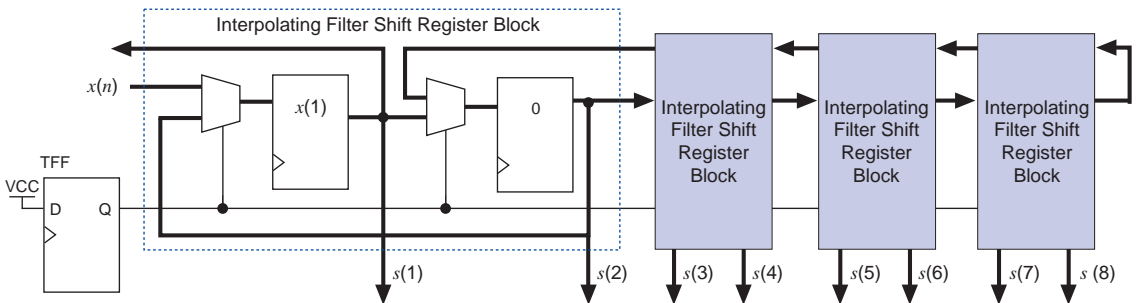 Interpolating Filter Shift Register Block
x(n)
x(1)
0
TFF
VCC
D
Q
Interpolating
Filter Shift
Register
Block
Interpolating
Filter Shift
Register
Block
Interpolating
Filter Shift
Register
Block
s(1)
s(2)
s(3)
s(4)
s(5)
s(6)
s(7)
s (8)